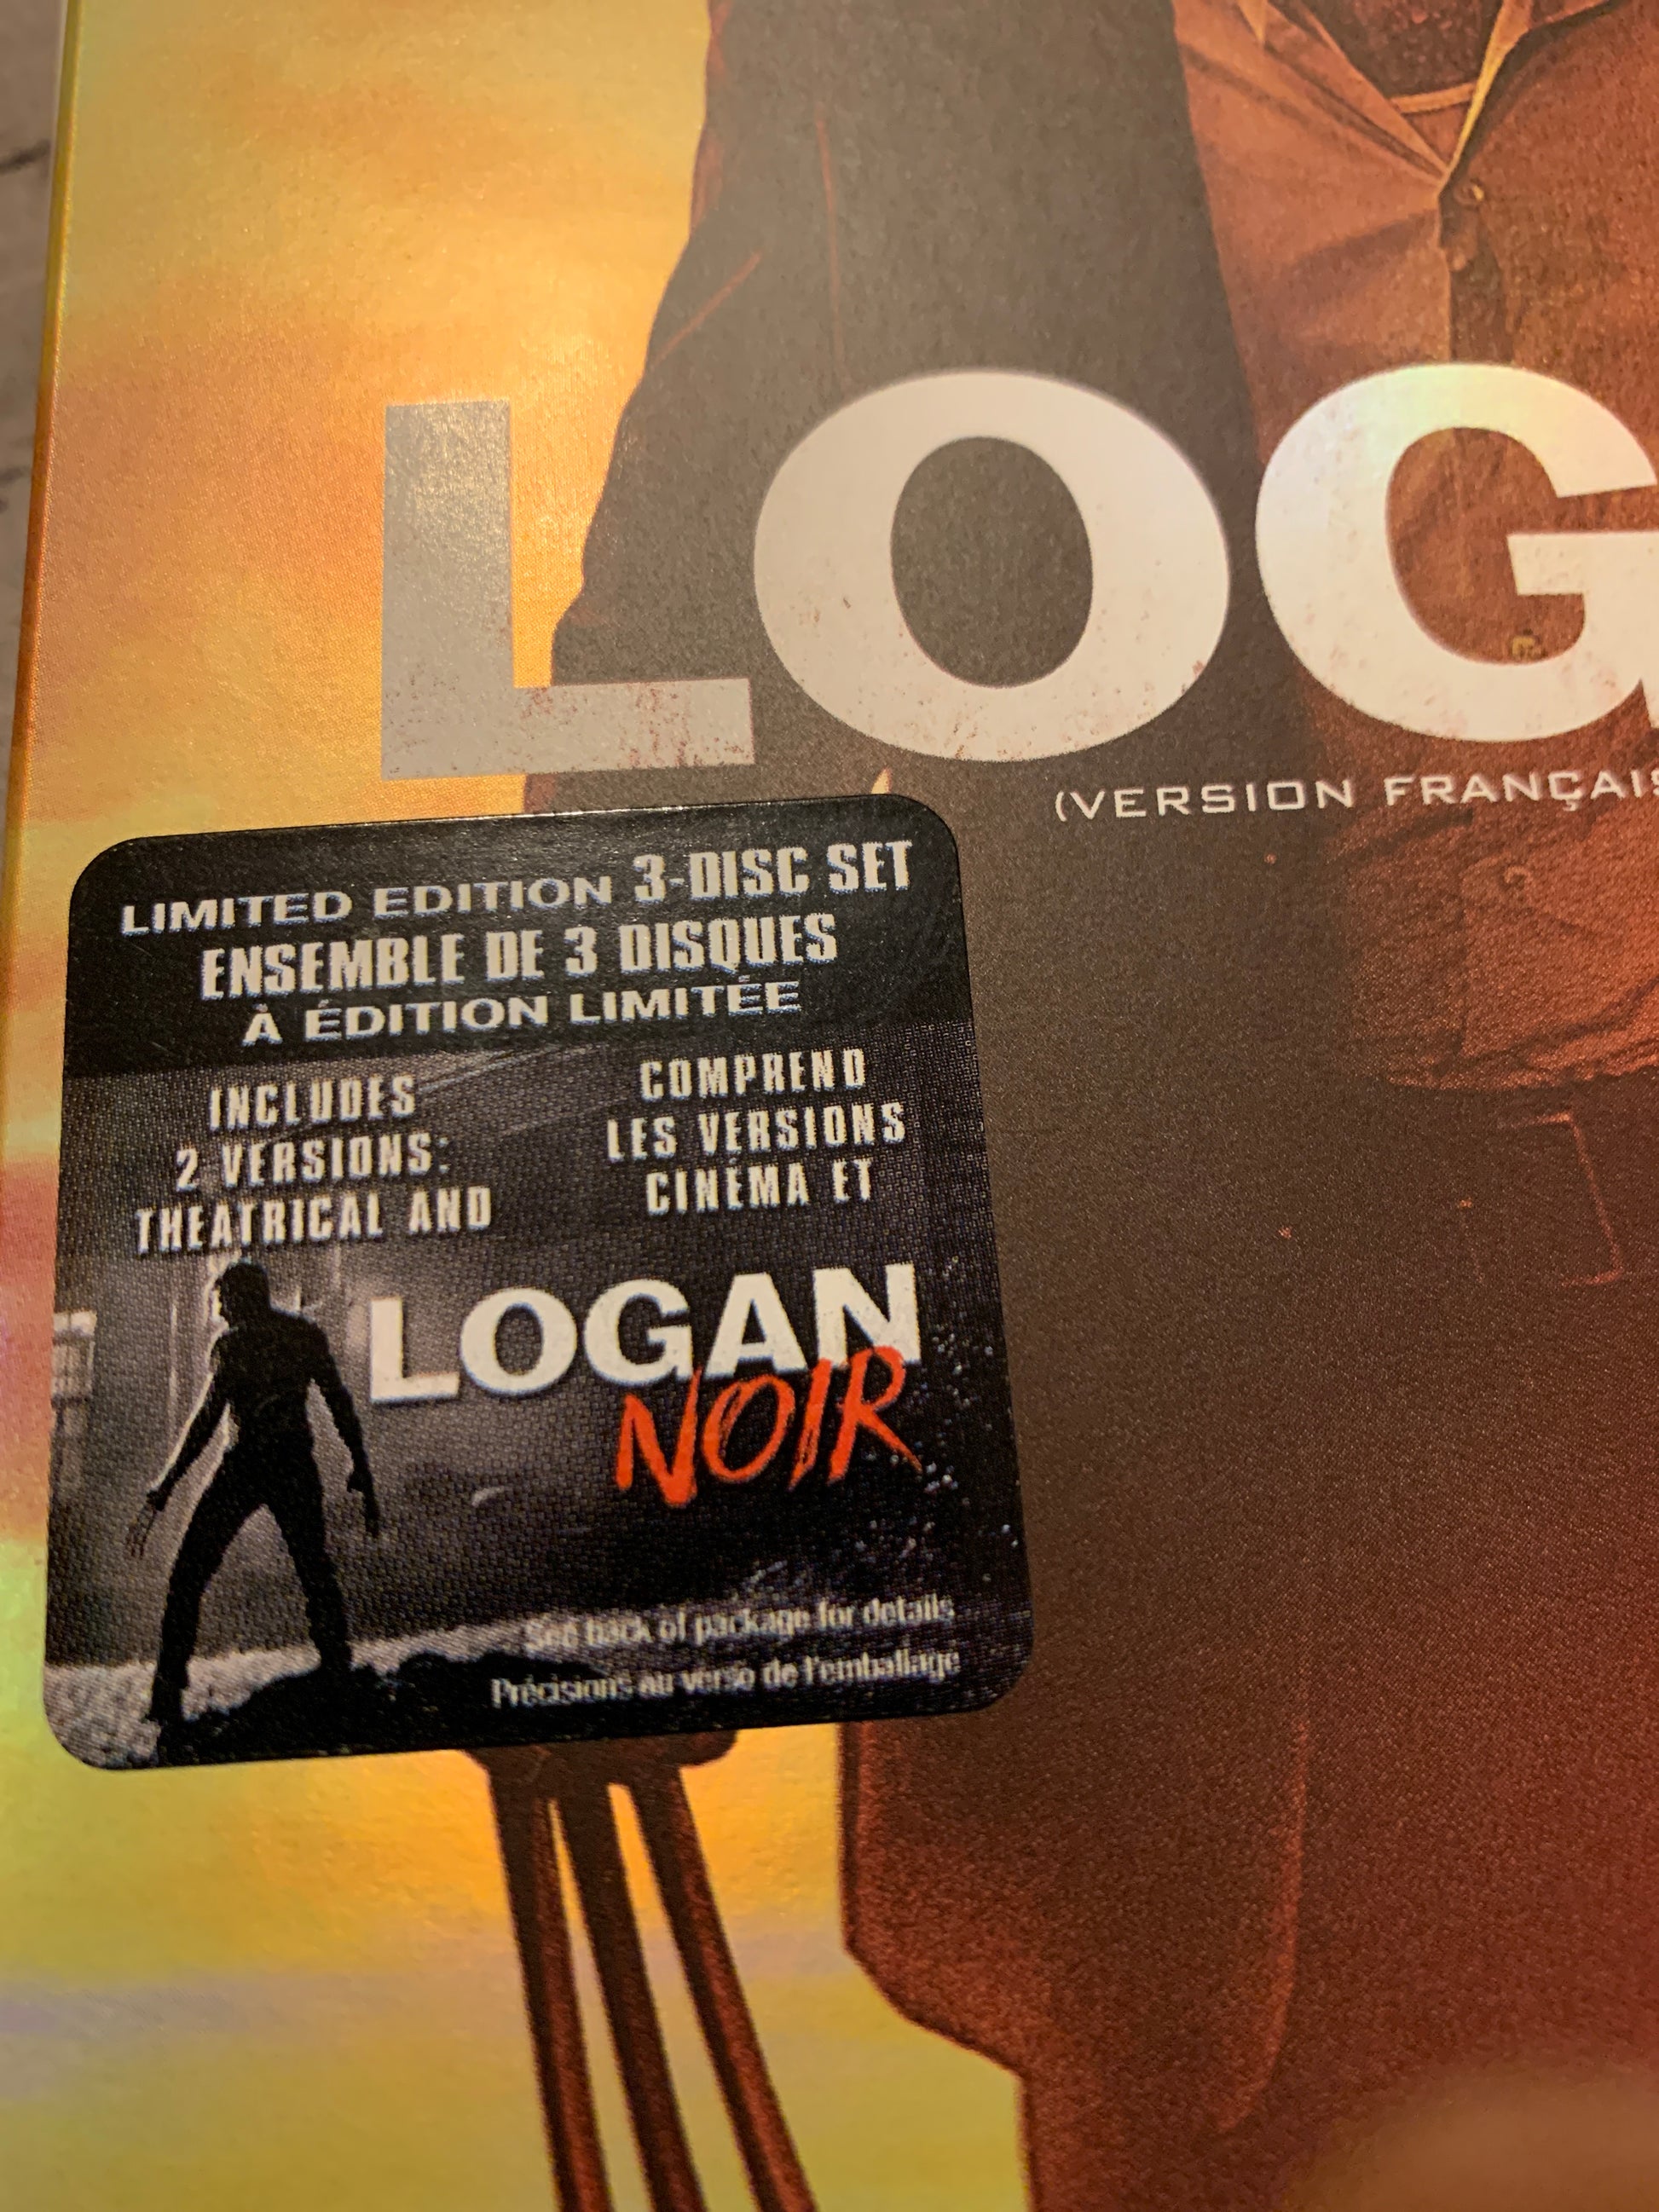 LOG
(VERSION FRANÇAIS
LIMITED EDITION 3-DISC SET
ENSEMBLE DE 3 DISQUES
À ÉDITION LIMITÉE
INCLUDES
2 VERSIONS:
THEATRICAL AND
COMPREND
LES VERSIONS
CINÉMA ET
LOGAN
NOIR
See back of package for details
Précisions au verso de l'emballage